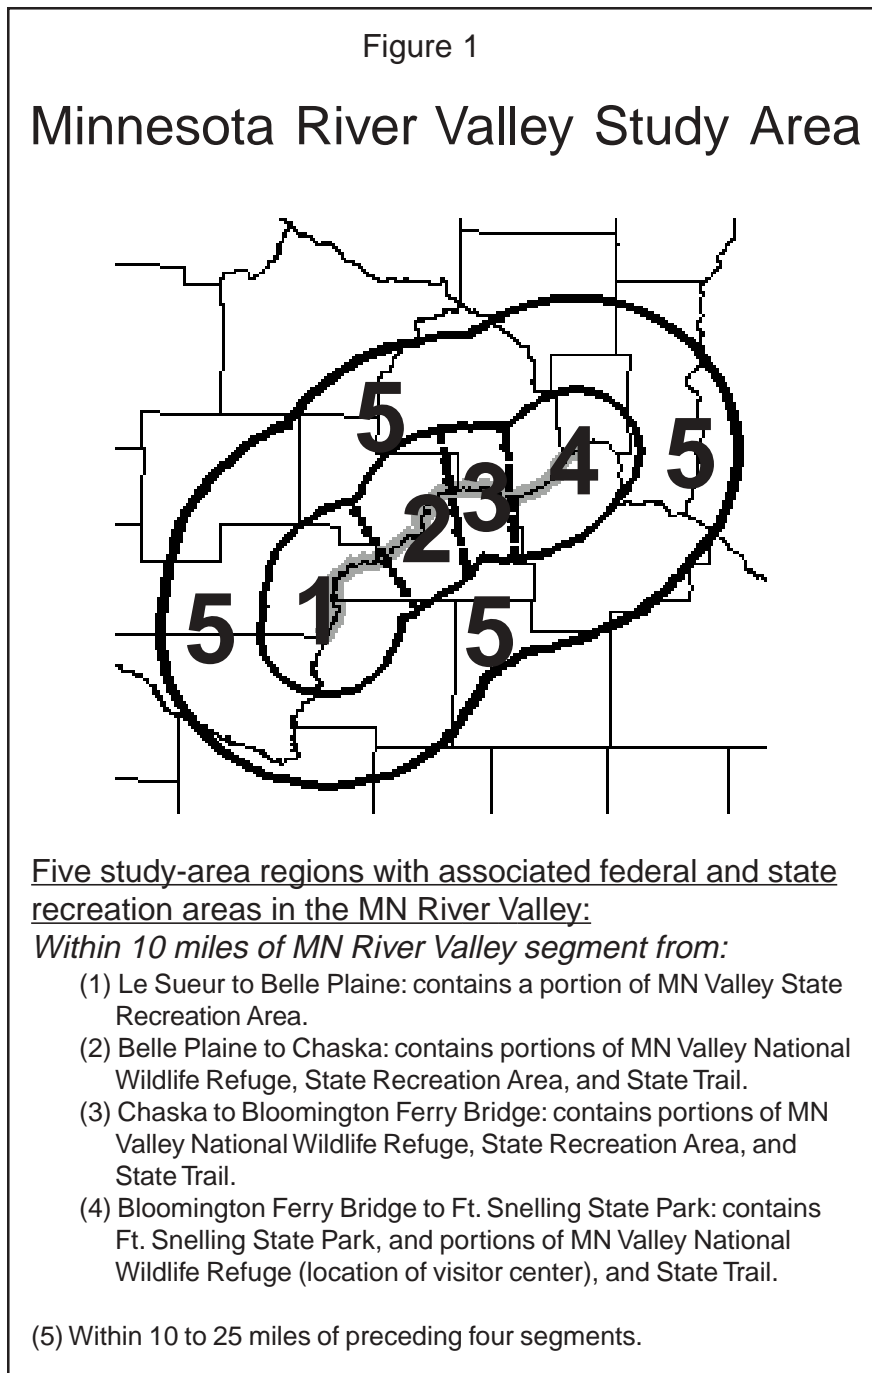 Figure 1
Minnesota River Valley Study Area
5
5
4
3
2
1
5
5
Five study-area regions with associated federal and state
recreation areas in the MN River Valley:
Within 10 miles of MN River Valley segment from:
(1) Le Sueur to Belle Plaine: contains a portion of MN Valley State
Recreation Area.
(2) Belle Plaine to Chaska: contains portions of MN Valley National
Wildlife Refuge, State Recreation Area, and State Trail.
(3) Chaska to Bloomington Ferry Bridge: contains portions of MN
Valley National Wildlife Refuge, State Recreation Area, and
State Trail.
(4) Bloomington Ferry Bridge to Ft. Snelling State Park: contains
Ft. Snelling State Park, and portions of MN Valley National
Wildlife Refuge (location of visitor center), and State Trail.
(5) Within 10 to 25 miles of preceding four segments.